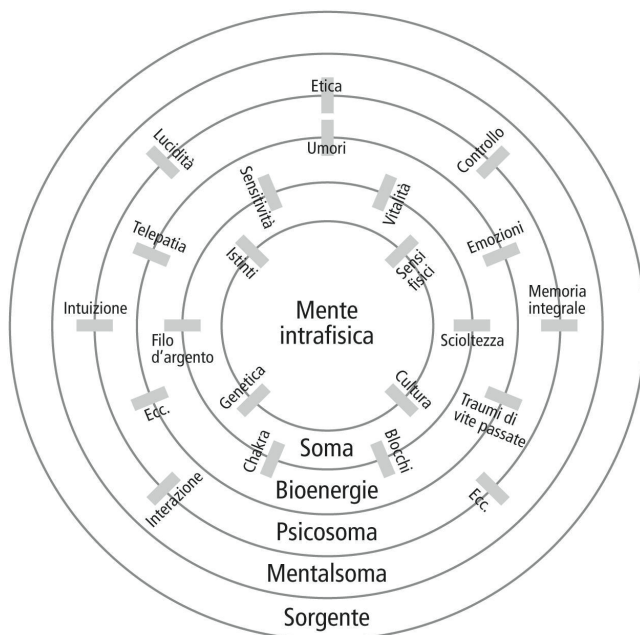 Etica
Lucidità
Umori
Controllo
Sensitività
Vitalità
Telepatia
Emozioni
Istinti
Sensi
fisici
Intuizione
Memoria
integrale
Mente
intrafisica
Filo
d'argento
Scioltezza
Genetica
Cultura
Ecc.
Traumi di
vite passate
Chakra
Soma
Blocchi
Bioenergie
Interazione
Ecc.
Psicosoma
Mentalsoma
Sorgente